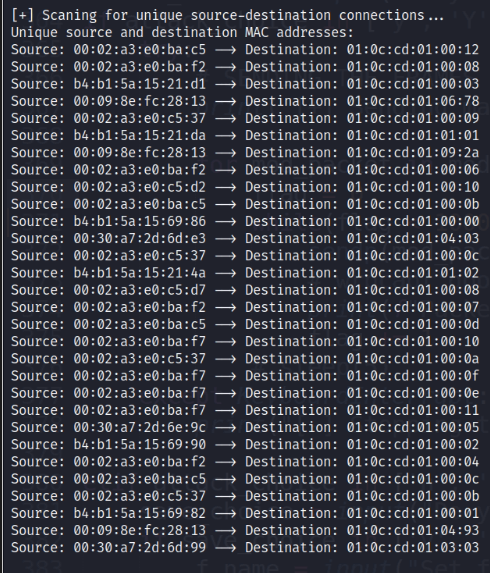 [+] Scaning for unique source-destination connections...
Unique source and destination MAC addresses:
Source: 00:02:a3:e0:ba:c5 ⟶ Destination: 01:0c:cd:01:00:12
Source: 00:02:a3:e0:ba:f2 ⟶ Destination: 01:0c:cd:01:00:08
Source: b4:b1:5a:15:21:d1 ⟶ Destination: 01:0c:cd:01:00:03
Source: 00:09:8e:fc:28:13 ⟶ Destination: 01:0c:cd:01:06:78
Source: 00:02:a3:e0:c5:37 ⟶ Destination: 01:0c:cd:01:00:09
Source: b4:b1:5a:15:21:da ⟶ Destination: 01:0c:cd:01:01:01
Source: 00:09:8e:fc:28:13 ⟶ Destination: 01:0c:cd:01:09:2a
Source: 00:02:a3:e0:ba:f2 ⟶ Destination: 01:0c:cd:01:00:06
Source: 00:02:a3:e0:c5:d2 ⟶ Destination: 01:0c:cd:01:00:10
Source: 00:02:a3:e0:ba:c5 ⟶ Destination: 01:0c:cd:01:00:0b
Source: b4:b1:5a:15:69:86 ⟶ Destination: 01:0c:cd:01:00:00
Source: 00:30:a7:2d:6d:e3 ⟶ Destination: 01:0c:cd:01:04:03
Source: 00:02:a3:e0:c5:37 ⟶ Destination: 01:0c:cd:01:00:0c
Source: b4:b1:5a:15:21:4a ⟶ Destination: 01:0c:cd:01:01:02
Source: 00:02:a3:e0:c5:d7 ⟶ Destination: 01:0c:cd:01:00:08
Source: 00:02:a3:e0:ba:f2 ⟶ Destination: 01:0c:cd:01:00:07
Source: 00:02:a3:e0:ba:c5 ⟶ Destination: 01:0c:cd:01:00:0d
Source: 00:02:a3:e0:ba:f7 ⟶ Destination: 01:0c:cd:01:00:10
Source: 00:02:a3:e0:c5:37 ⟶ Destination: 01:0c:cd:01:00:0a
Source: 00:02:a3:e0:ba:f7 ⟶ Destination: 01:0c:cd:01:00:0f
Source: 00:02:a3:e0:ba:f7 ⟶ Destination: 01:0c:cd:01:00:0e
Source: 00:02:a3:e0:ba:f7 ⟶ Destination: 01:0c:cd:01:00:11
Source: 00:30:a7:2d:6e:9c ⟶ Destination: 01:0c:cd:01:00:05
Source: b4:b1:5a:15:69:90 ⟶ Destination: 01:0c:cd:01:00:02
Source: 00:02:a3:e0:ba:f2 ⟶ Destination: 01:0c:cd:01:00:04
Source: 00:02:a3:e0:ba:c5 ⟶ Destination: 01:0c:cd:01:00:0c
Source: 00:02:a3:e0:c5:37 ⟶ Destination: 01:0c:cd:01:00:0b
Source: b4:b1:5a:15:69:82 ⟶ Destination: 01:0c:cd:01:00:01
Source: 00:09:8e:fc:28:13 ⟶ Destination: 01:0c:cd:01:04:93
Source: 00:30:a7:2d:6d:99 ⟶ Destination: 01:0c:cd:01:03:03